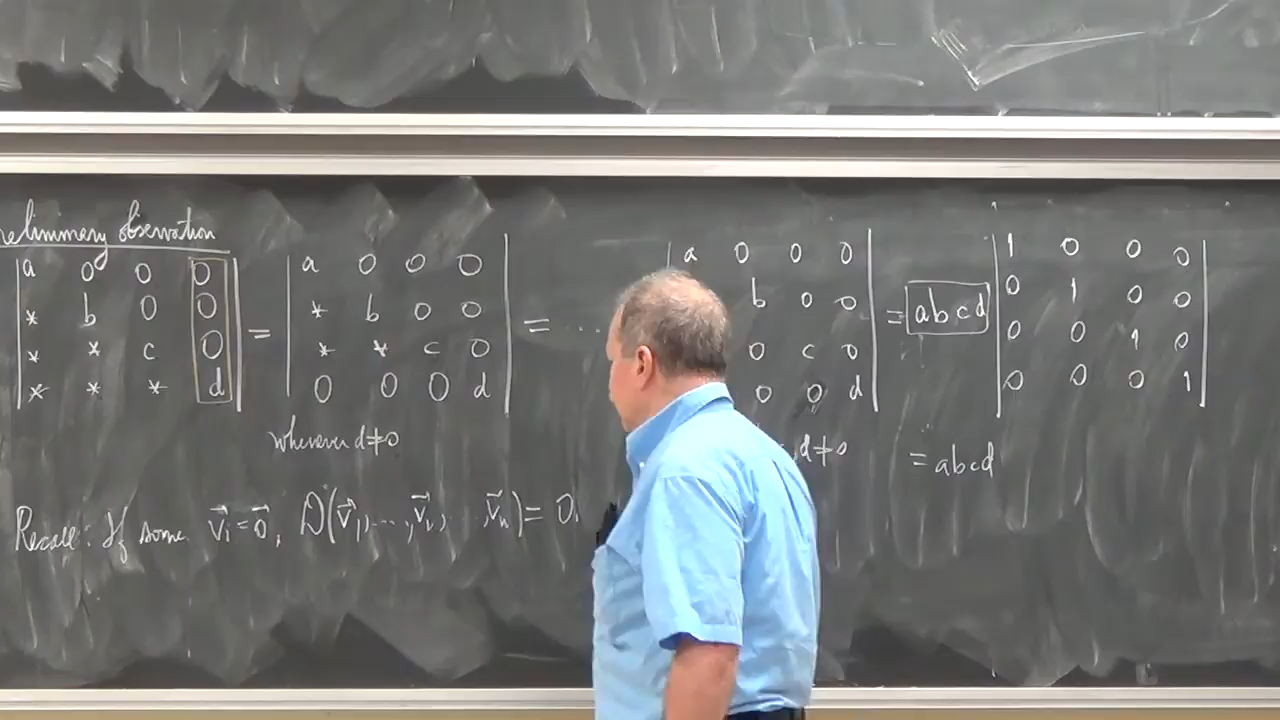 reliminary observation
|a 0 0 0| = |a 0 0 0| = ... |a 0 0 0| = abcd |1 0 0 0|
|* b 0 0| |* b 0 0| b 0 0| |0 1 0 0|
|* * c 0| |* * c 0| 0 c 0| |0 0 1 0|
|* * * d| |0 0 0 d| 0 0 d| |0 0 0 1|
whenever d≠0 ,d≠0 = abcd
Recall: If some v⃗ᵢ = 0⃗, D(v⃗₁,...,v⃗ᵢ,...,v⃗ₙ) = 0.